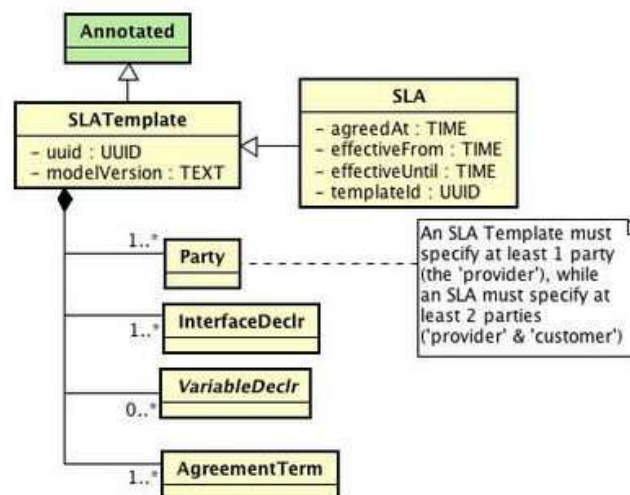 Annotated
SLATemplate
- uuid : UUID
- modelVersion : TEXT
SLA
- agreedAt : TIME
- effectiveFrom : TIME
- effectiveUntil : TIME
- templateId : UUID
1..*
Party
An SLA Template must
specify at least 1 party
(the 'provider'), while
an SLA must specify at
least 2 parties
('provider' & 'customer')
1..*
InterfaceDeclr
0..*
VariableDeclr
1..*
AgreementTerm